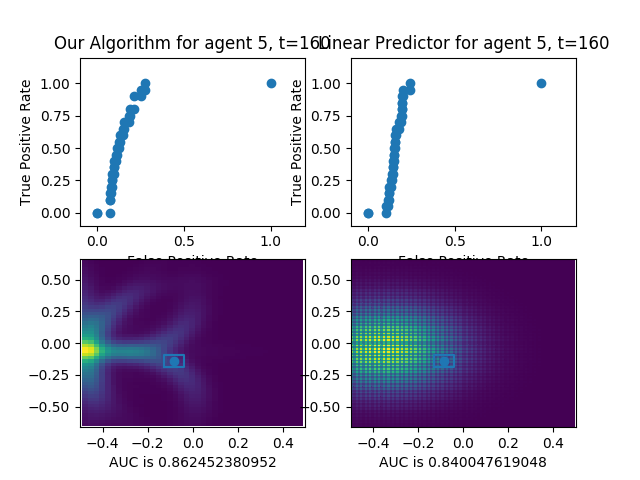 Our Algorithm for agent 5, t=160
Linear Predictor for agent 5, t=160
True Positive Rate
1.00
0.75
0.50
0.25
0.00
0.0 0.5 1.0
False Positive Rate
True Positive Rate
1.00
0.75
0.50
0.25
0.00
0.0 0.5 1.0
False Positive Rate
0.50
0.25
0.00
−0.25
−0.50
−0.4 −0.2 0.0 0.2 0.4
AUC is 0.862452380952
0.50
0.25
0.00
−0.25
−0.50
−0.4 −0.2 0.0 0.2 0.4
AUC is 0.840047619048